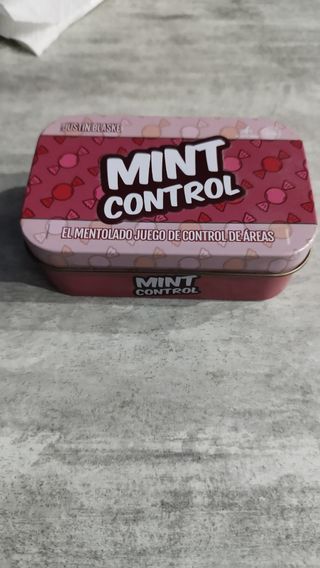 JUSTIN BLASKE
MINT
CONTROL
EL MENTOLADO JUEGO DE CONTROL DE ÁREAS
MINT
CONTROL